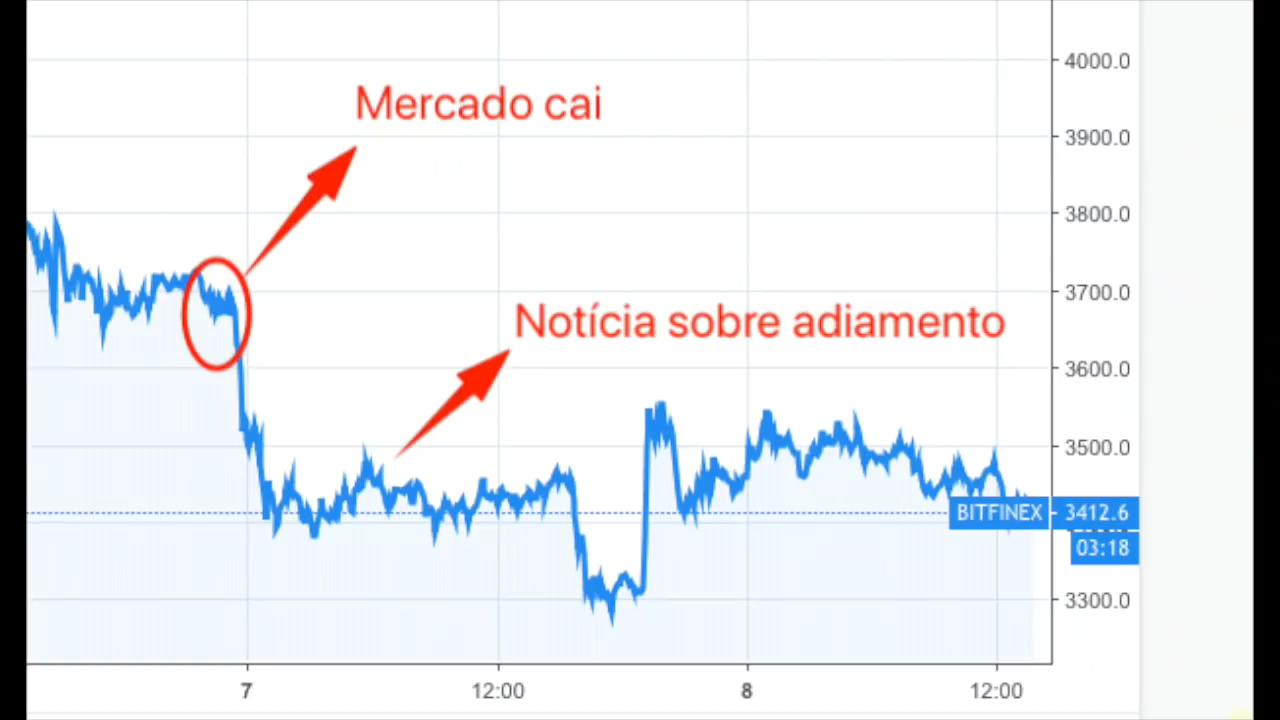 Mercado cai
Notícia sobre adiamento
4000.0
3900.0
3800.0
3700.0
3600.0
3500.0
BITFINEX 3412.6
03:18
3300.0
7 12:00 8 12:00